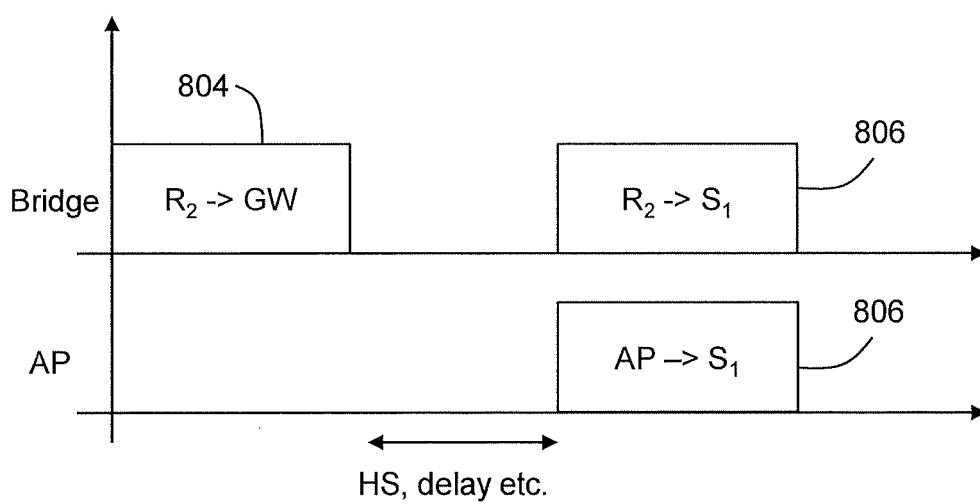 804
806
Bridge
R₂ -> GW
R₂ -> S₁
806
AP
AP –> S₁
HS, delay etc.